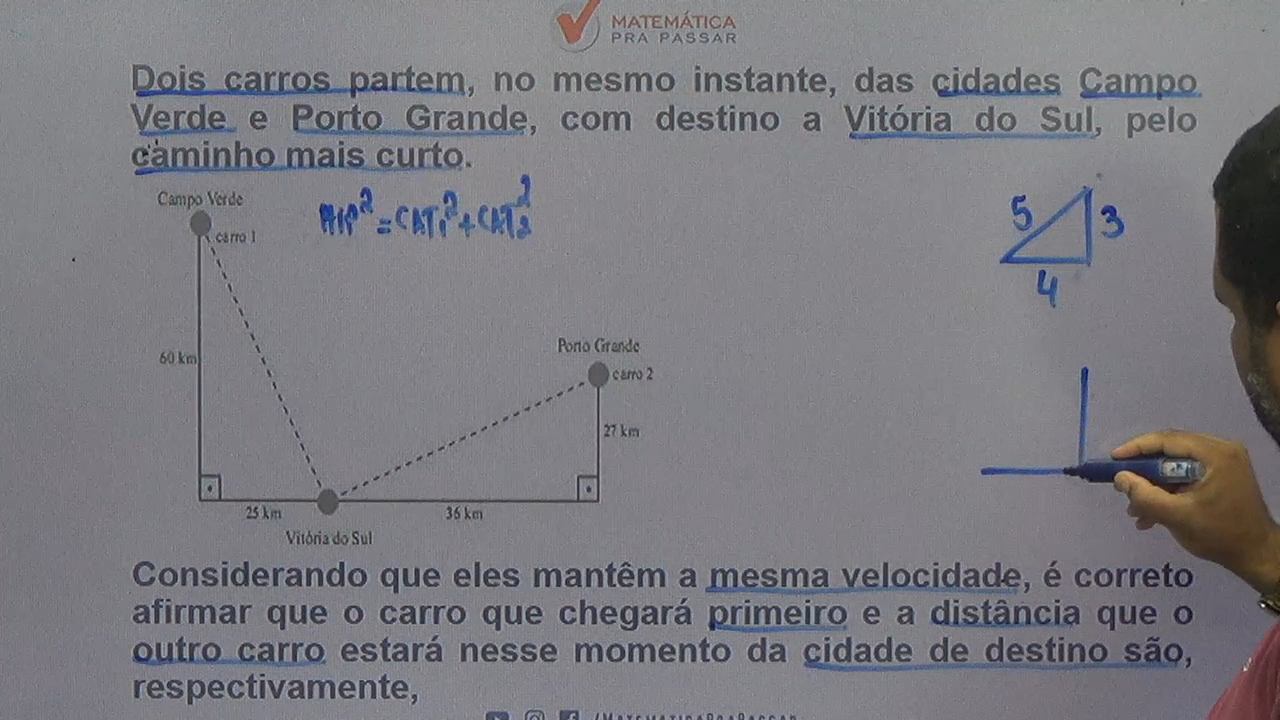 MATEMÁTICA
PRA PASSAR
Dois carros partem, no mesmo instante, das cidades Campo
Verde e Porto Grande, com destino a Vitória do Sul, pelo
caminho mais curto.
Campo Verde
carro 1
HIP² = CAT₁² + CAT₂²
5
3
4
60 km
Porto Grande
carro 2
27 km
25 km
36 km
Vitória do Sul
Considerando que eles mantêm a mesma velocidade, é correto
afirmar que o carro que chegará primeiro e a distância que o
outro carro estará nesse momento da cidade de destino são,
respectivamente,
/MATEMATICAPRAPASSAR